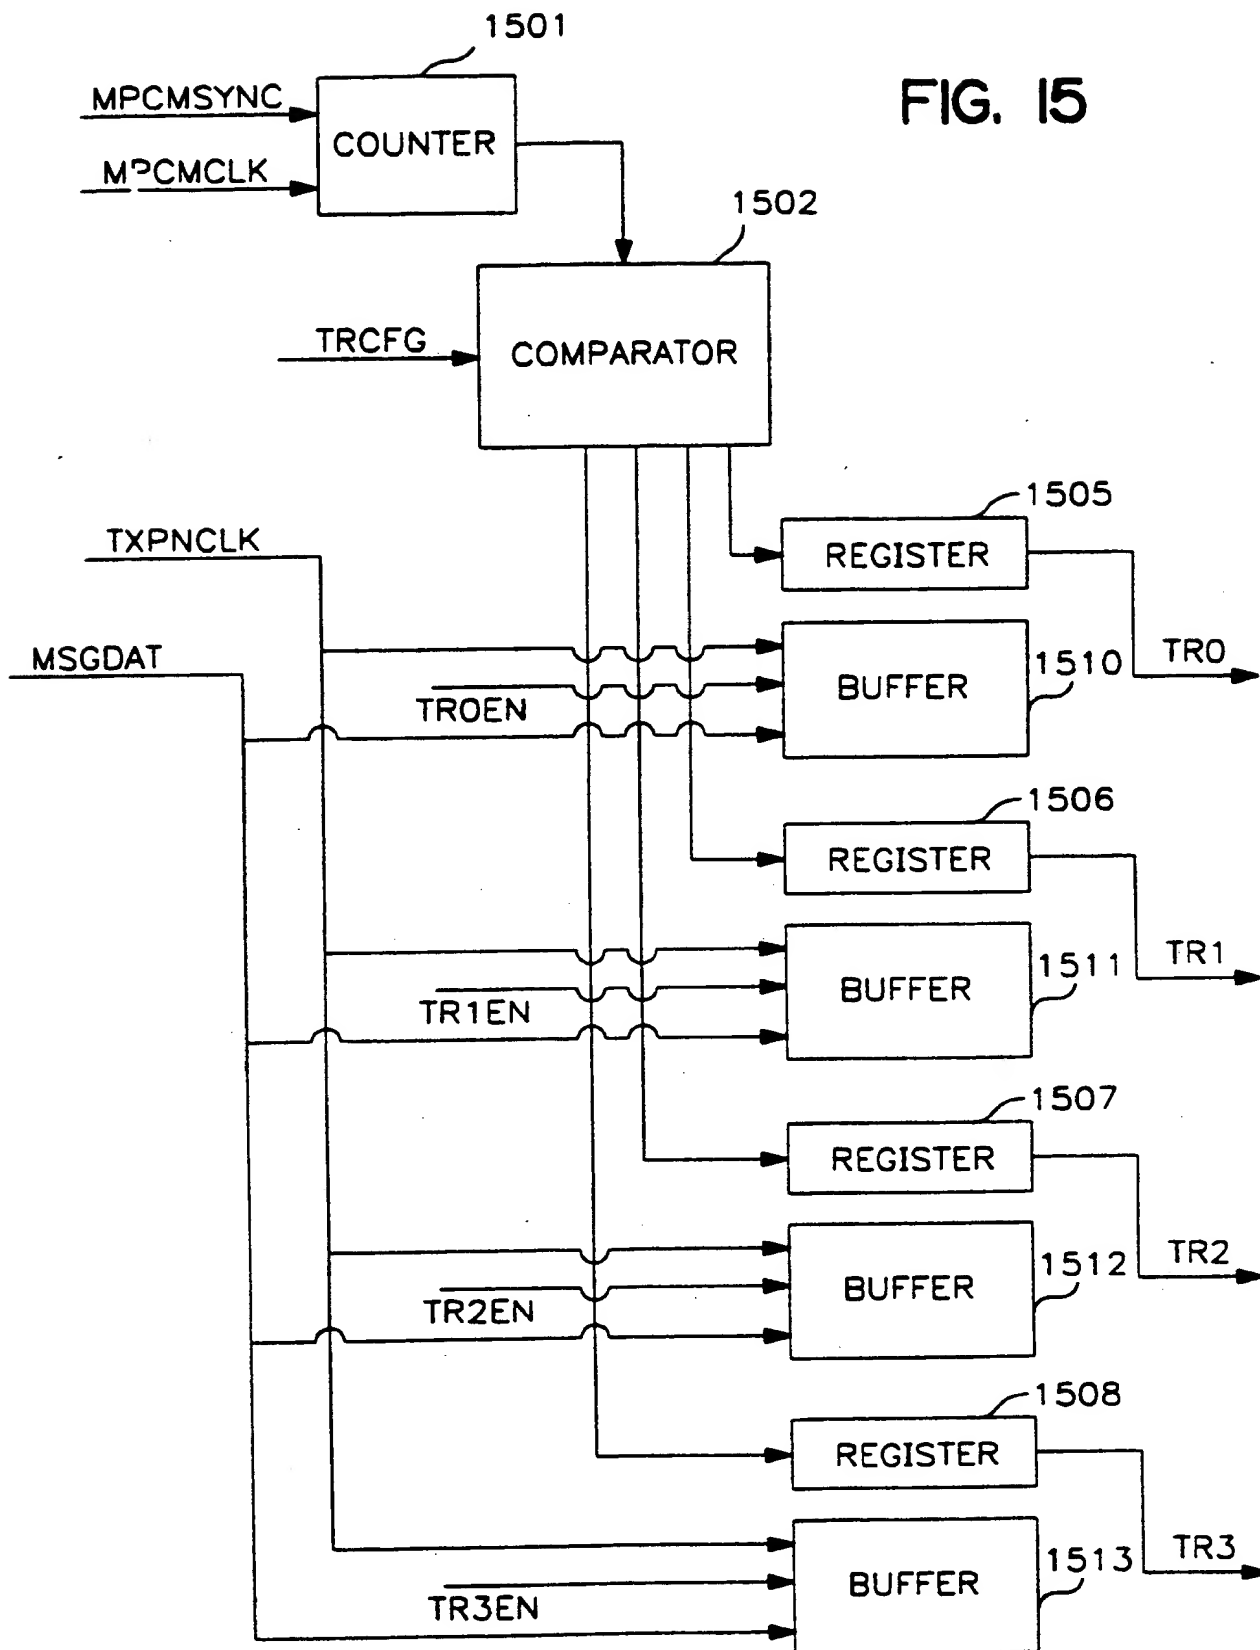 1501
FIG. 15
MPCMSYNC
COUNTER
MPCMCLK
1502
TRCFG
COMPARATOR
1505
TXPNCLK
REGISTER
MSGDAT
TR0
BUFFER
1510
TR0EN
1506
REGISTER
TR1
BUFFER
1511
TR1EN
1507
REGISTER
TR2
BUFFER
1512
TR2EN
1508
REGISTER
TR3
BUFFER
1513
TR3EN